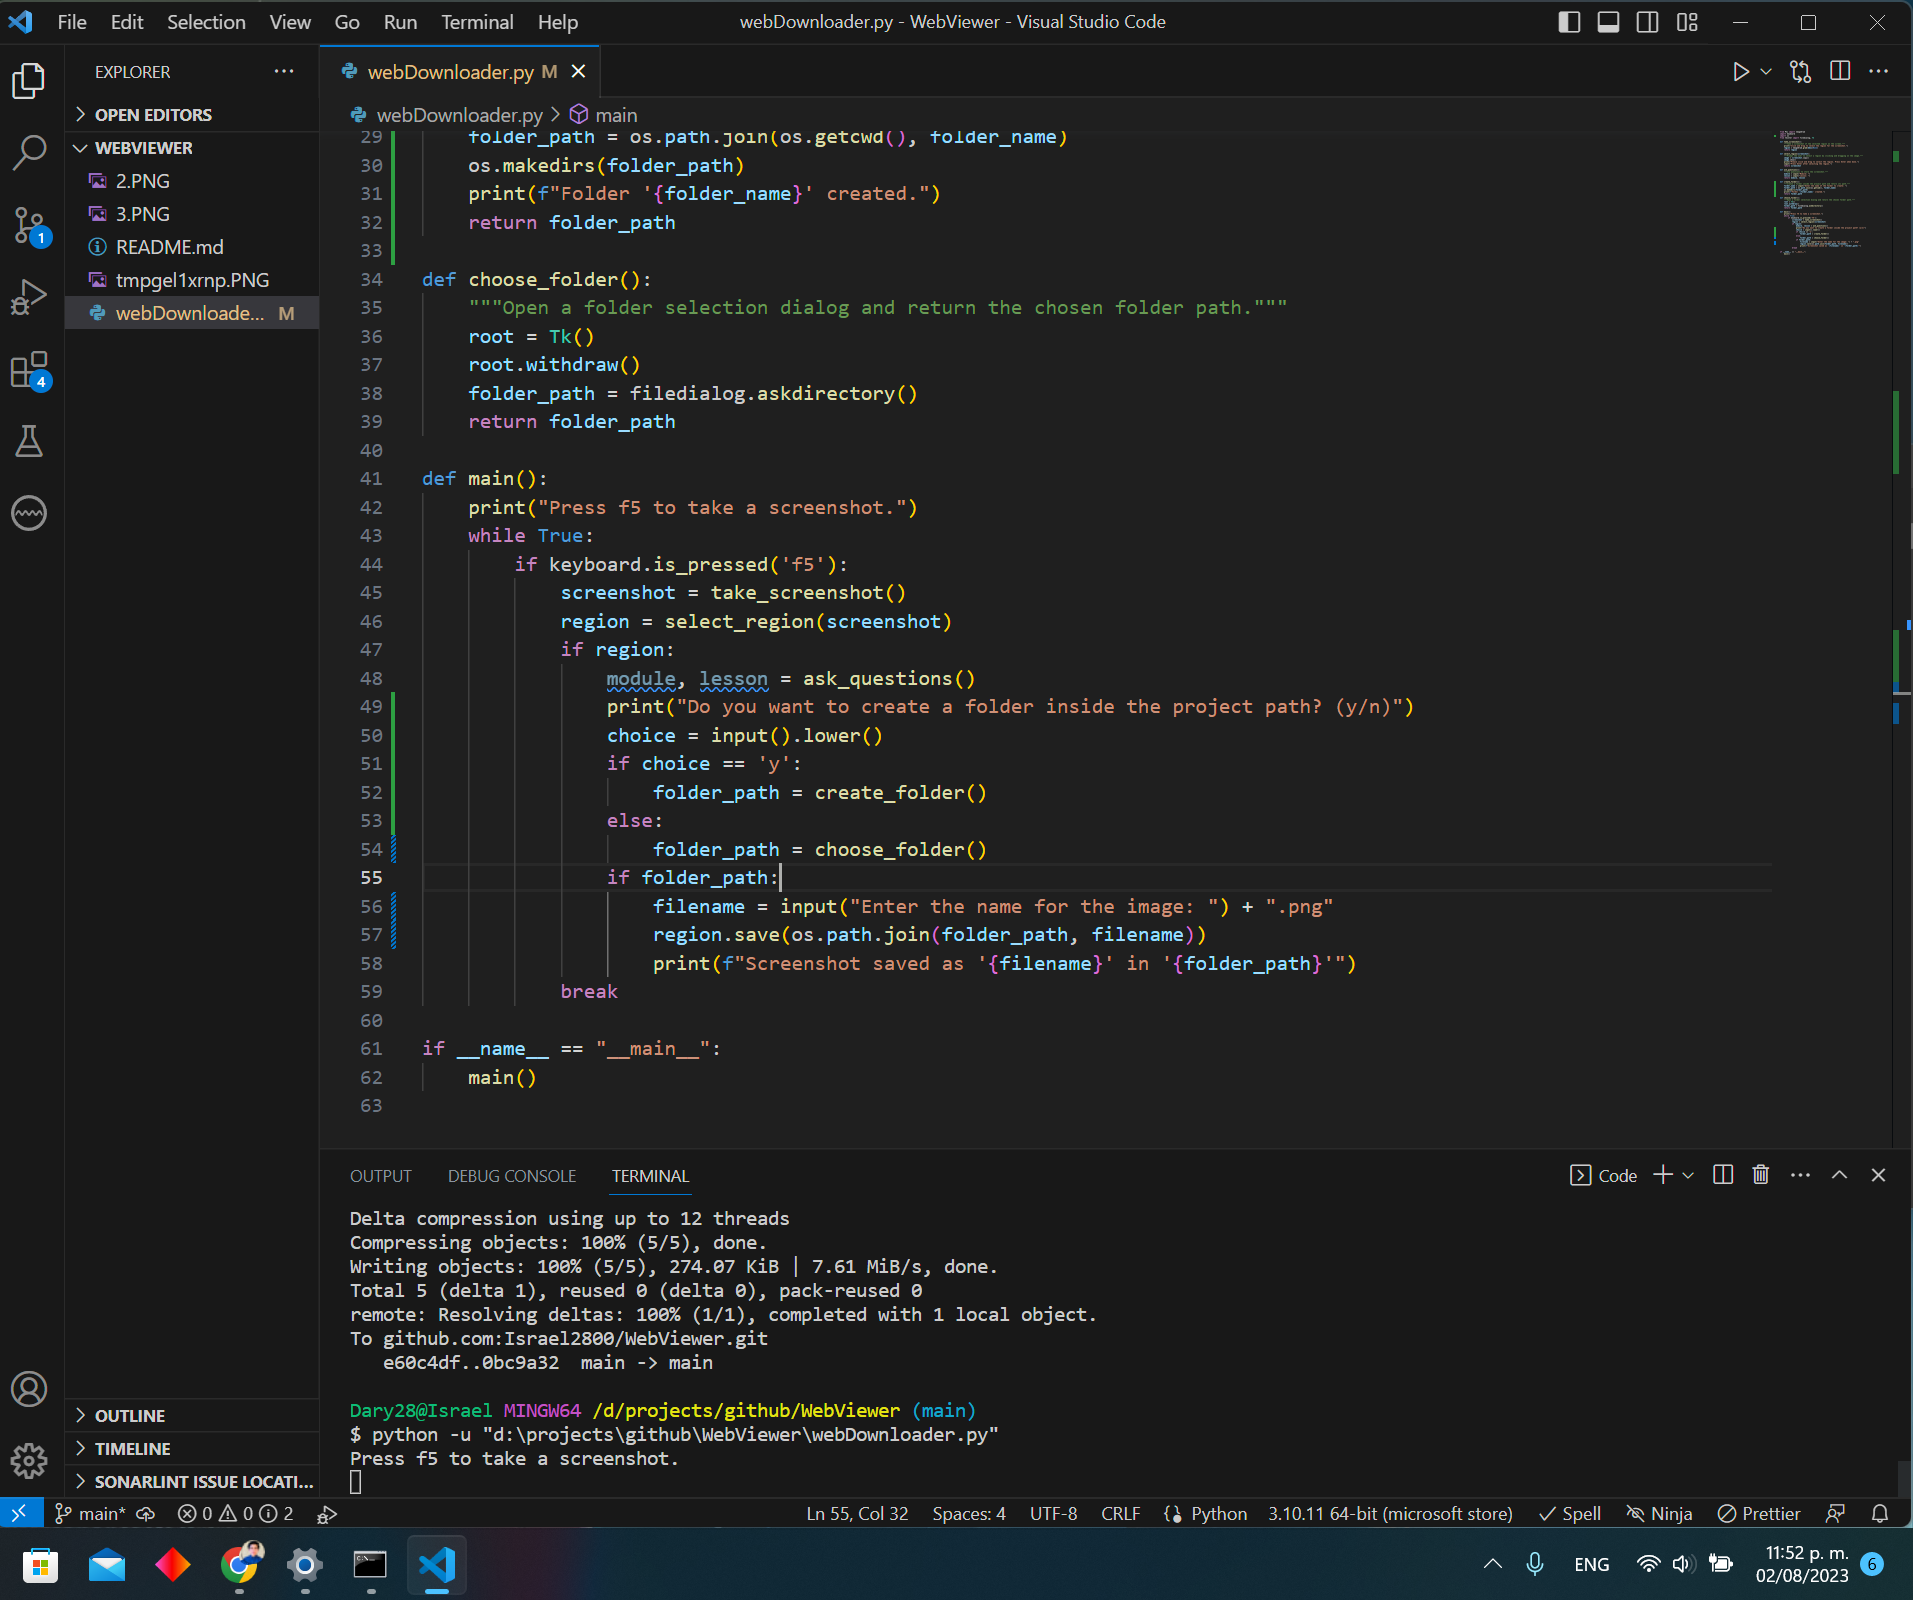 File Edit Selection View Go Run Terminal Help
webDownloader.py - WebViewer - Visual Studio Code
EXPLORER
OPEN EDITORS
WEBVIEWER
2.PNG
3.PNG
README.md
tmpgel1xrnp.PNG
webDownloade... M
1
4
OUTLINE
TIMELINE
SONARLINT ISSUE LOCATI...
webDownloader.py M
webDownloader.py > main
29 folder_path = os.path.join(os.getcwd(), folder_name)
30 os.makedirs(folder_path)
31 print(f"Folder '{folder_name}' created.")
32 return folder_path
33
34 def choose_folder():
35 """Open a folder selection dialog and return the chosen folder path."""
36 root = Tk()
37 root.withdraw()
38 folder_path = filedialog.askdirectory()
39 return folder_path
40
41 def main():
42 print("Press f5 to take a screenshot.")
43 while True:
44 if keyboard.is_pressed('f5'):
45 screenshot = take_screenshot()
46 region = select_region(screenshot)
47 if region:
48 module, lesson = ask_questions()
49 print("Do you want to create a folder inside the project path? (y/n)")
50 choice = input().lower()
51 if choice == 'y':
52 folder_path = create_folder()
53 else:
54 folder_path = choose_folder()
55 if folder_path:
56 filename = input("Enter the name for the image: ") + ".png"
57 region.save(os.path.join(folder_path, filename))
58 print(f"Screenshot saved as '{filename}' in '{folder_path}'")
59 break
60
61 if __name__ == "__main__":
62 main()
63
OUTPUT DEBUG CONSOLE TERMINAL
Code
Delta compression using up to 12 threads
Compressing objects: 100% (5/5), done.
Writing objects: 100% (5/5), 274.07 KiB | 7.61 MiB/s, done.
Total 5 (delta 1), reused 0 (delta 0), pack-reused 0
remote: Resolving deltas: 100% (1/1), completed with 1 local object.
To github.com:Israel2800/WebViewer.git
e60c4df..0bc9a32 main -> main
Dary28@Israel MINGW64 /d/projects/github/WebViewer (main)
$ python -u "d:\projects\github\WebViewer\webDownloader.py"
Press f5 to take a screenshot.
main* 0 0 2 Ln 55, Col 32 Spaces: 4 UTF-8 CRLF Python 3.10.11 64-bit (microsoft store) Spell Ninja Prettier
ENG
11:52 p. m.
02/08/2023
6